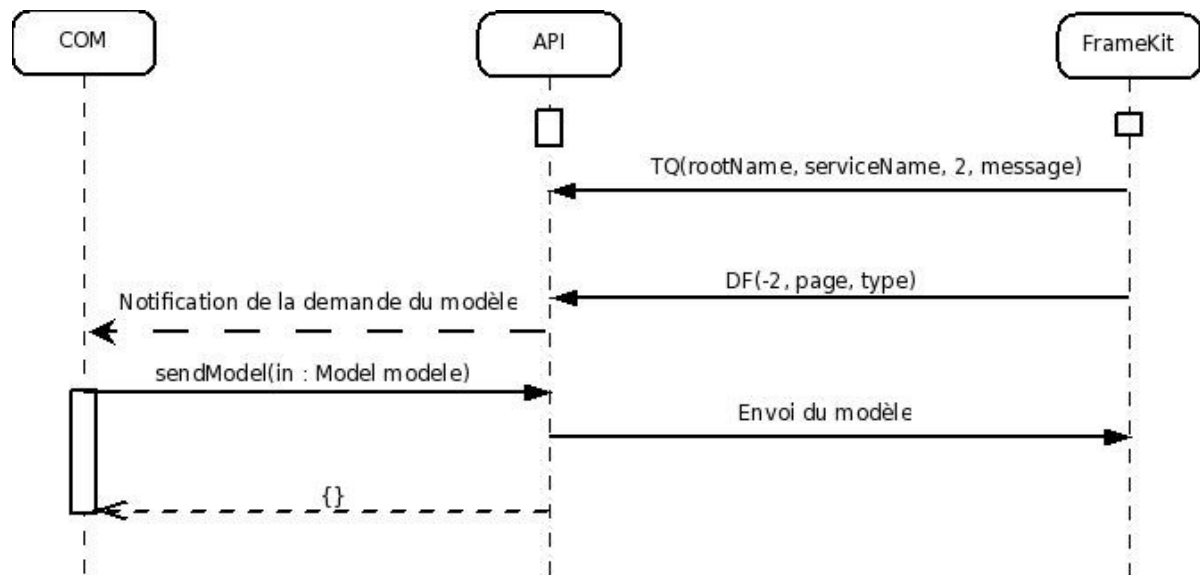 COM
API
FrameKit
TQ(rootName, serviceName, 2, message)
DF(-2, page, type)
Notification de la demande du modèle
sendModel(in : Model modele)
Envoi du modèle
{}